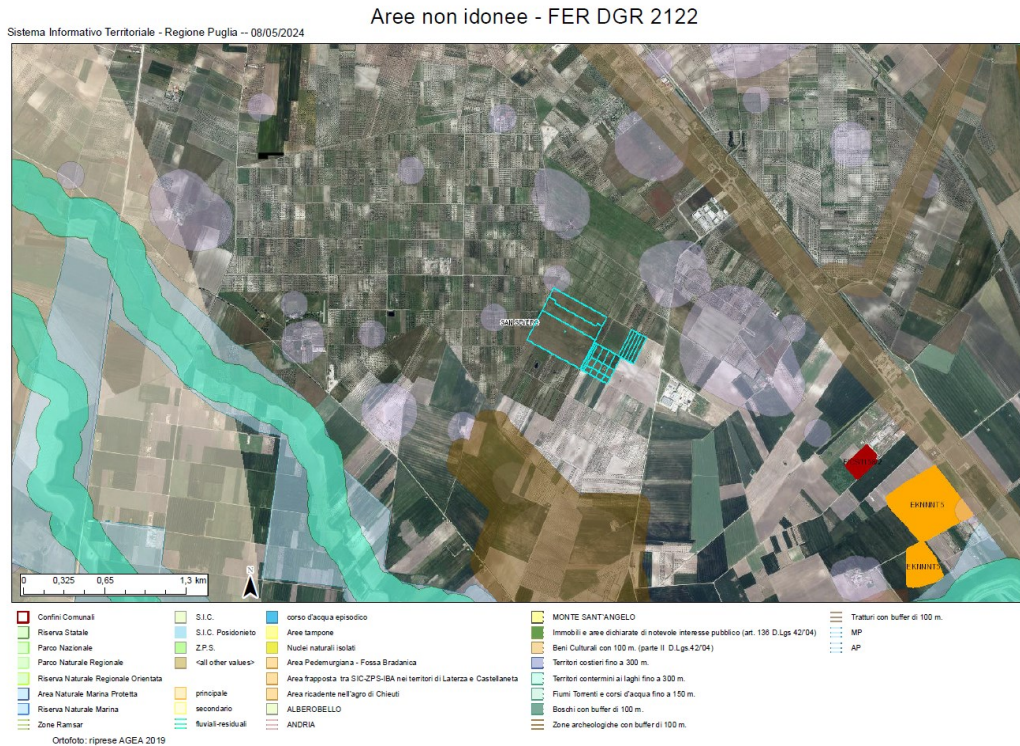 Aree non idonee - FER DGR 2122
Sistema Informativo Territoriale - Regione Puglia -- 08/05/2024
SAN SEVERO
EKNNNT5
EKNNNT5
N
0 0,325 0,65 1,3 km
Confini Comunali
Riserva Statale
Parco Nazionale
Parco Naturale Regionale
Riserva Naturale Regionale Orientata
Area Naturale Marina Protetta
Riserva Naturale Marina
Zone Ramsar
S.I.C.
S.I.C. Posidonieto
Z.P.S.
<all other values>
principale
secondario
fluviali-residuali
corso d'acqua episodico
Aree tampone
Nuclei naturali isolati
Area Pedemurgiana - Fossa Bradanica
Area frapposta tra SIC-ZPS-IBA nei territori di Laterza e Castellaneta
Area ricadente nell'agro di Chieuti
ALBEROBELLO
ANDRIA
MONTE SANT'ANGELO
Immobili e aree dichiarate di notevole interesse pubblico (art. 136 D.Lgs 42/'04)
Beni Culturali con 100 m. (parte II D.Lgs.42/'04)
Territori costieri fino a 300 m.
Territori contermini ai laghi fino a 300 m.
Fiumi Torrenti e corsi d'acqua fino a 150 m.
Boschi con buffer di 100 m.
Zone archeologiche con buffer di 100 m.
Tratturi con buffer di 100 m.
MP
AP
Ortofoto: riprese AGEA 2019